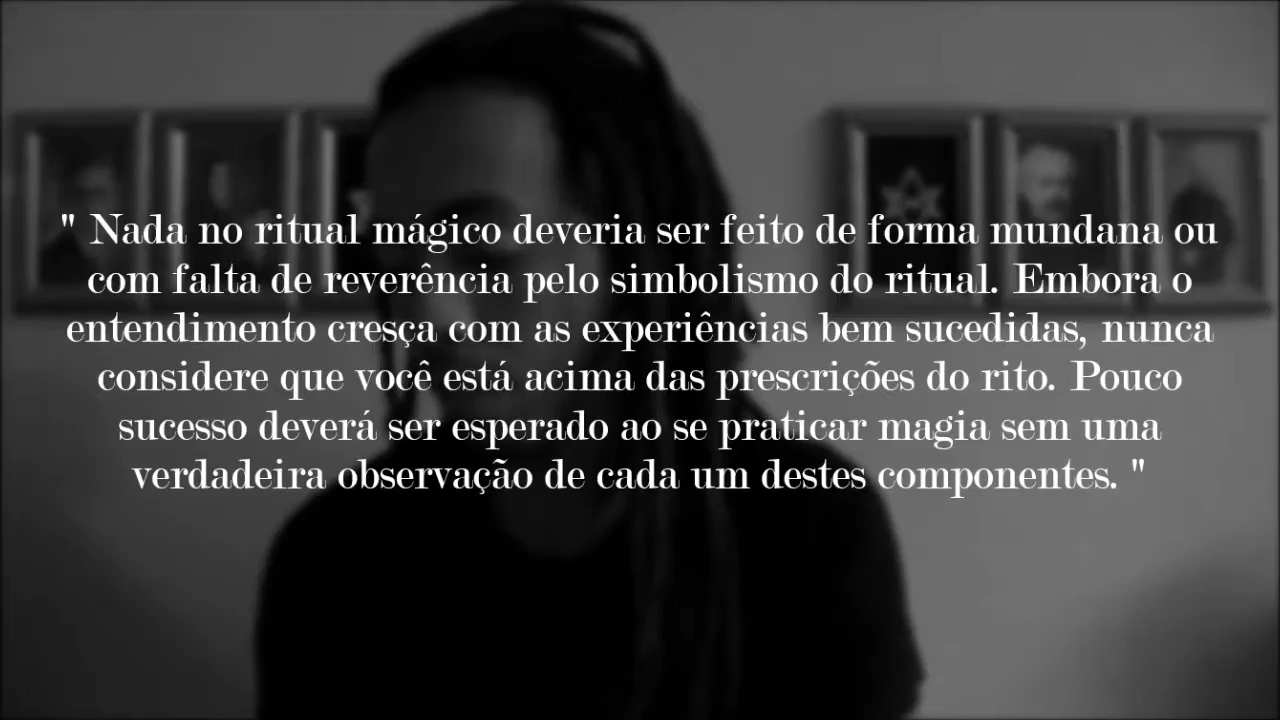 " Nada no ritual mágico deveria ser feito de forma mundana ou
com falta de reverência pelo simbolismo do ritual. Embora o
entendimento cresça com as experiências bem sucedidas, nunca
considere que você está acima das prescrições do rito. Pouco
sucesso deverá ser esperado ao se praticar magia sem uma
verdadeira observação de cada um destes componentes. "